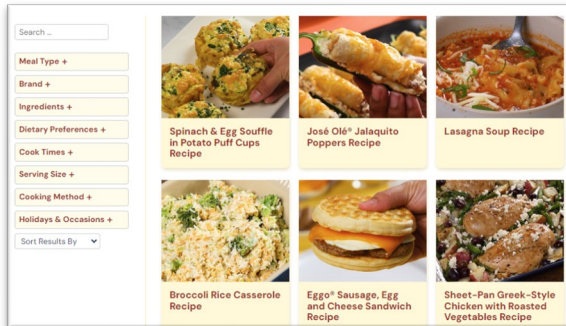 Search ...
Meal Type +
Brand +
Ingredients +
Dietary Preferences +
Cook Times +
Serving Size +
Cooking Method +
Holidays & Occasions +
Sort Results By
Spinach & Egg Souffle
in Potato Puff Cups
Recipe
José Olé® Jalaquito
Poppers Recipe
Lasagna Soup Recipe
Broccoli Rice Casserole
Recipe
Eggo® Sausage, Egg
and Cheese Sandwich
Recipe
Sheet-Pan Greek-Style
Chicken with Roasted
Vegetables Recipe